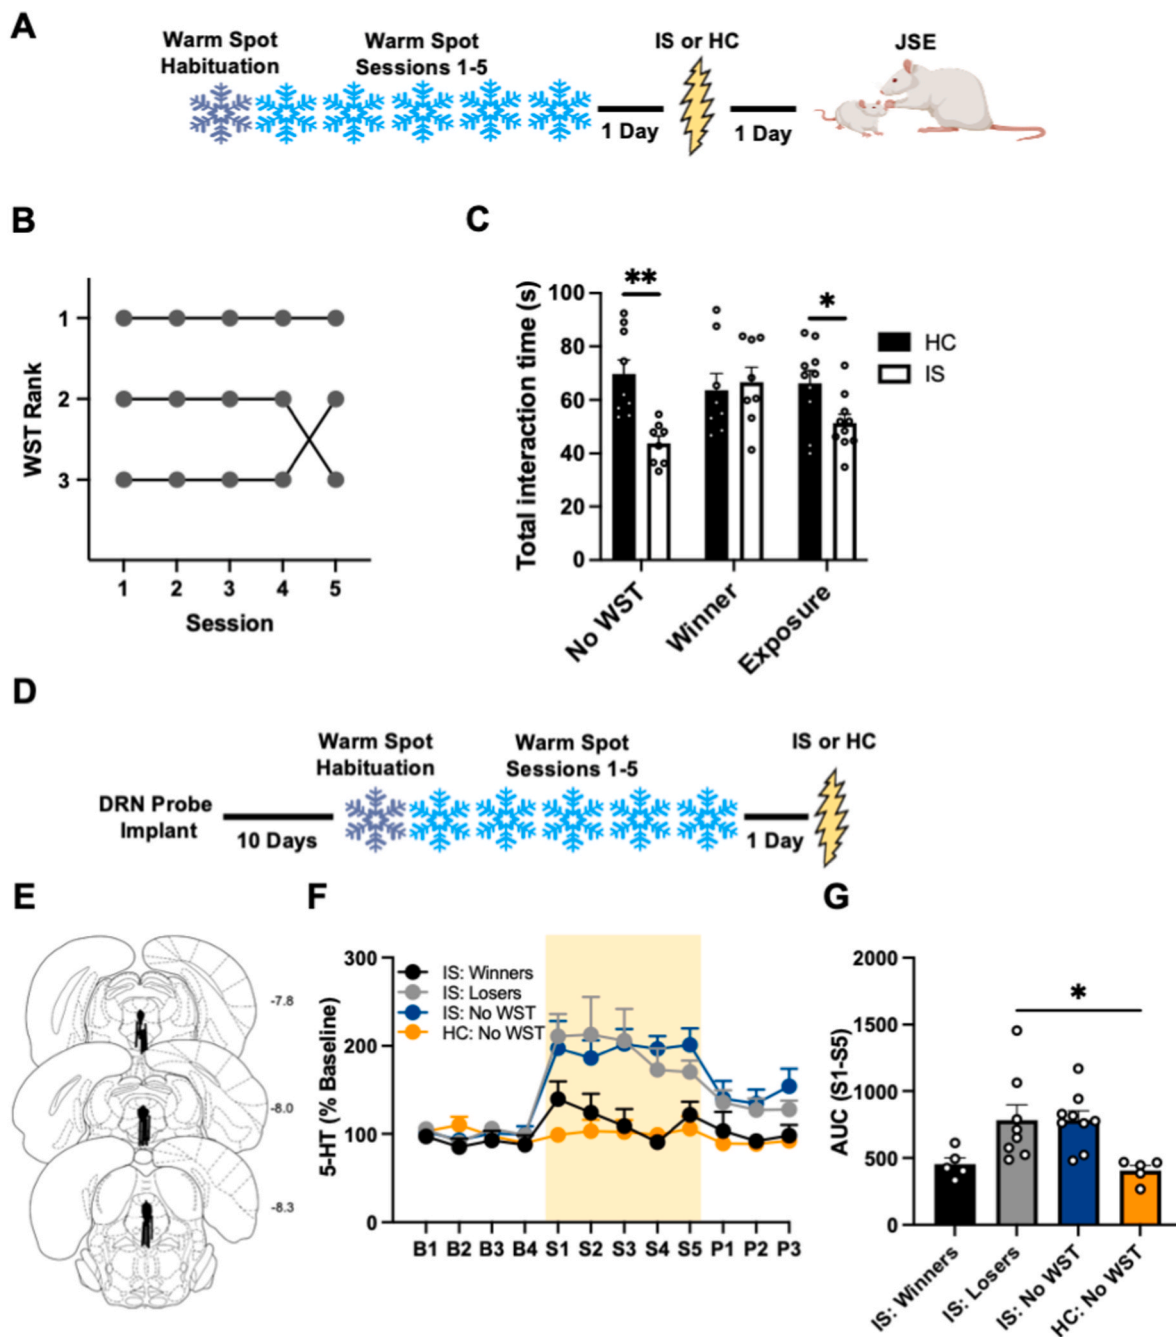 A
Warm Spot
Habituation
Warm Spot
Sessions 1-5
IS or HC
JSE
1 Day
1 Day
B
WST Rank
1
2
3
1 2 3 4 5
Session
C
Total interaction time (s)
100
80
60
40
20
0
**
*
HC
IS
No WST
Winner
Exposure
D
DRN Probe
Implant
10 Days
Warm Spot
Habituation
Warm Spot
Sessions 1-5
1 Day
IS or HC
E
-7.8
-8.0
-8.3
F
5-HT (% Baseline)
300
200
100
0
IS: Winners
IS: Losers
IS: No WST
HC: No WST
B1 B2 B3 B4 S1 S2 S3 S4 S5 P1 P2 P3
G
AUC (S1-S5)
2000
1500
1000
500
0
*
IS: Winners
IS: Losers
IS: No WST
HC: No WST